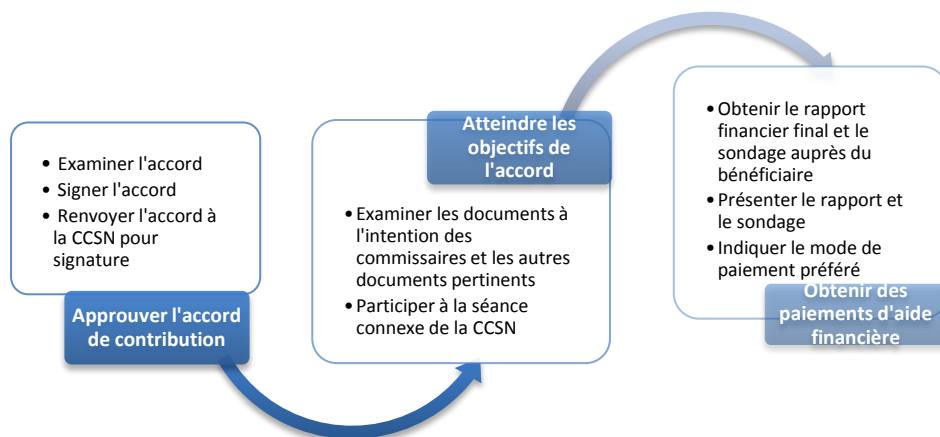 • Examiner l'accord
• Signer l'accord
• Renvoyer l'accord à
la CCSN pour
signature
Approuver l'accord
de contribution
Atteindre les
objectifs de
l'accord
• Examiner les documents à
l'intention des
commissaires et les autres
documents pertinents
• Participer à la séance
connexe de la CCSN
• Obtenir le rapport
financier final et le
sondage auprès du
bénéficiaire
• Présenter le rapport et
le sondage
• Indiquer le mode de
paiement préféré
Obtenir des
paiements d'aide
financière